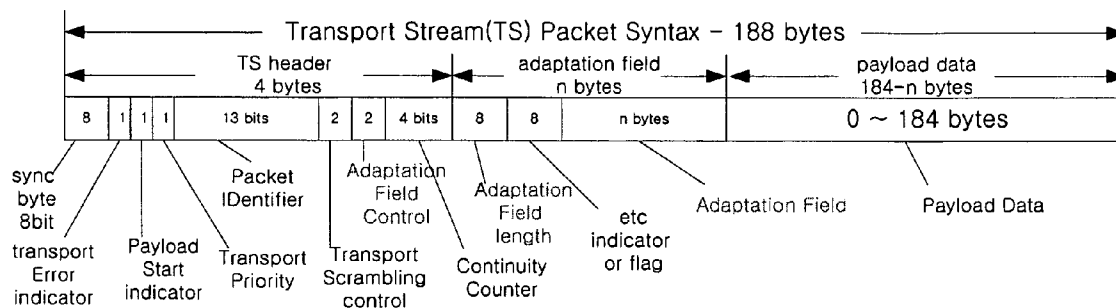 Transport Stream(TS) Packet Syntax - 188 bytes
TS header
4 bytes
adaptation field
n bytes
payload data
184-n bytes
8
1
1
1
13 bits
2
2
4 bits
8
8
n bytes
0 ~ 184 bytes
sync
byte
8bit
transport
Error
indicator
Payload
Start
indicator
Transport
Priority
Packet
IDentifier
Transport
Scrambling
control
Adaptation
Field
Control
Continuity
Counter
Adaptation
Field
length
etc
indicator
or flag
Adaptation Field
Payload Data